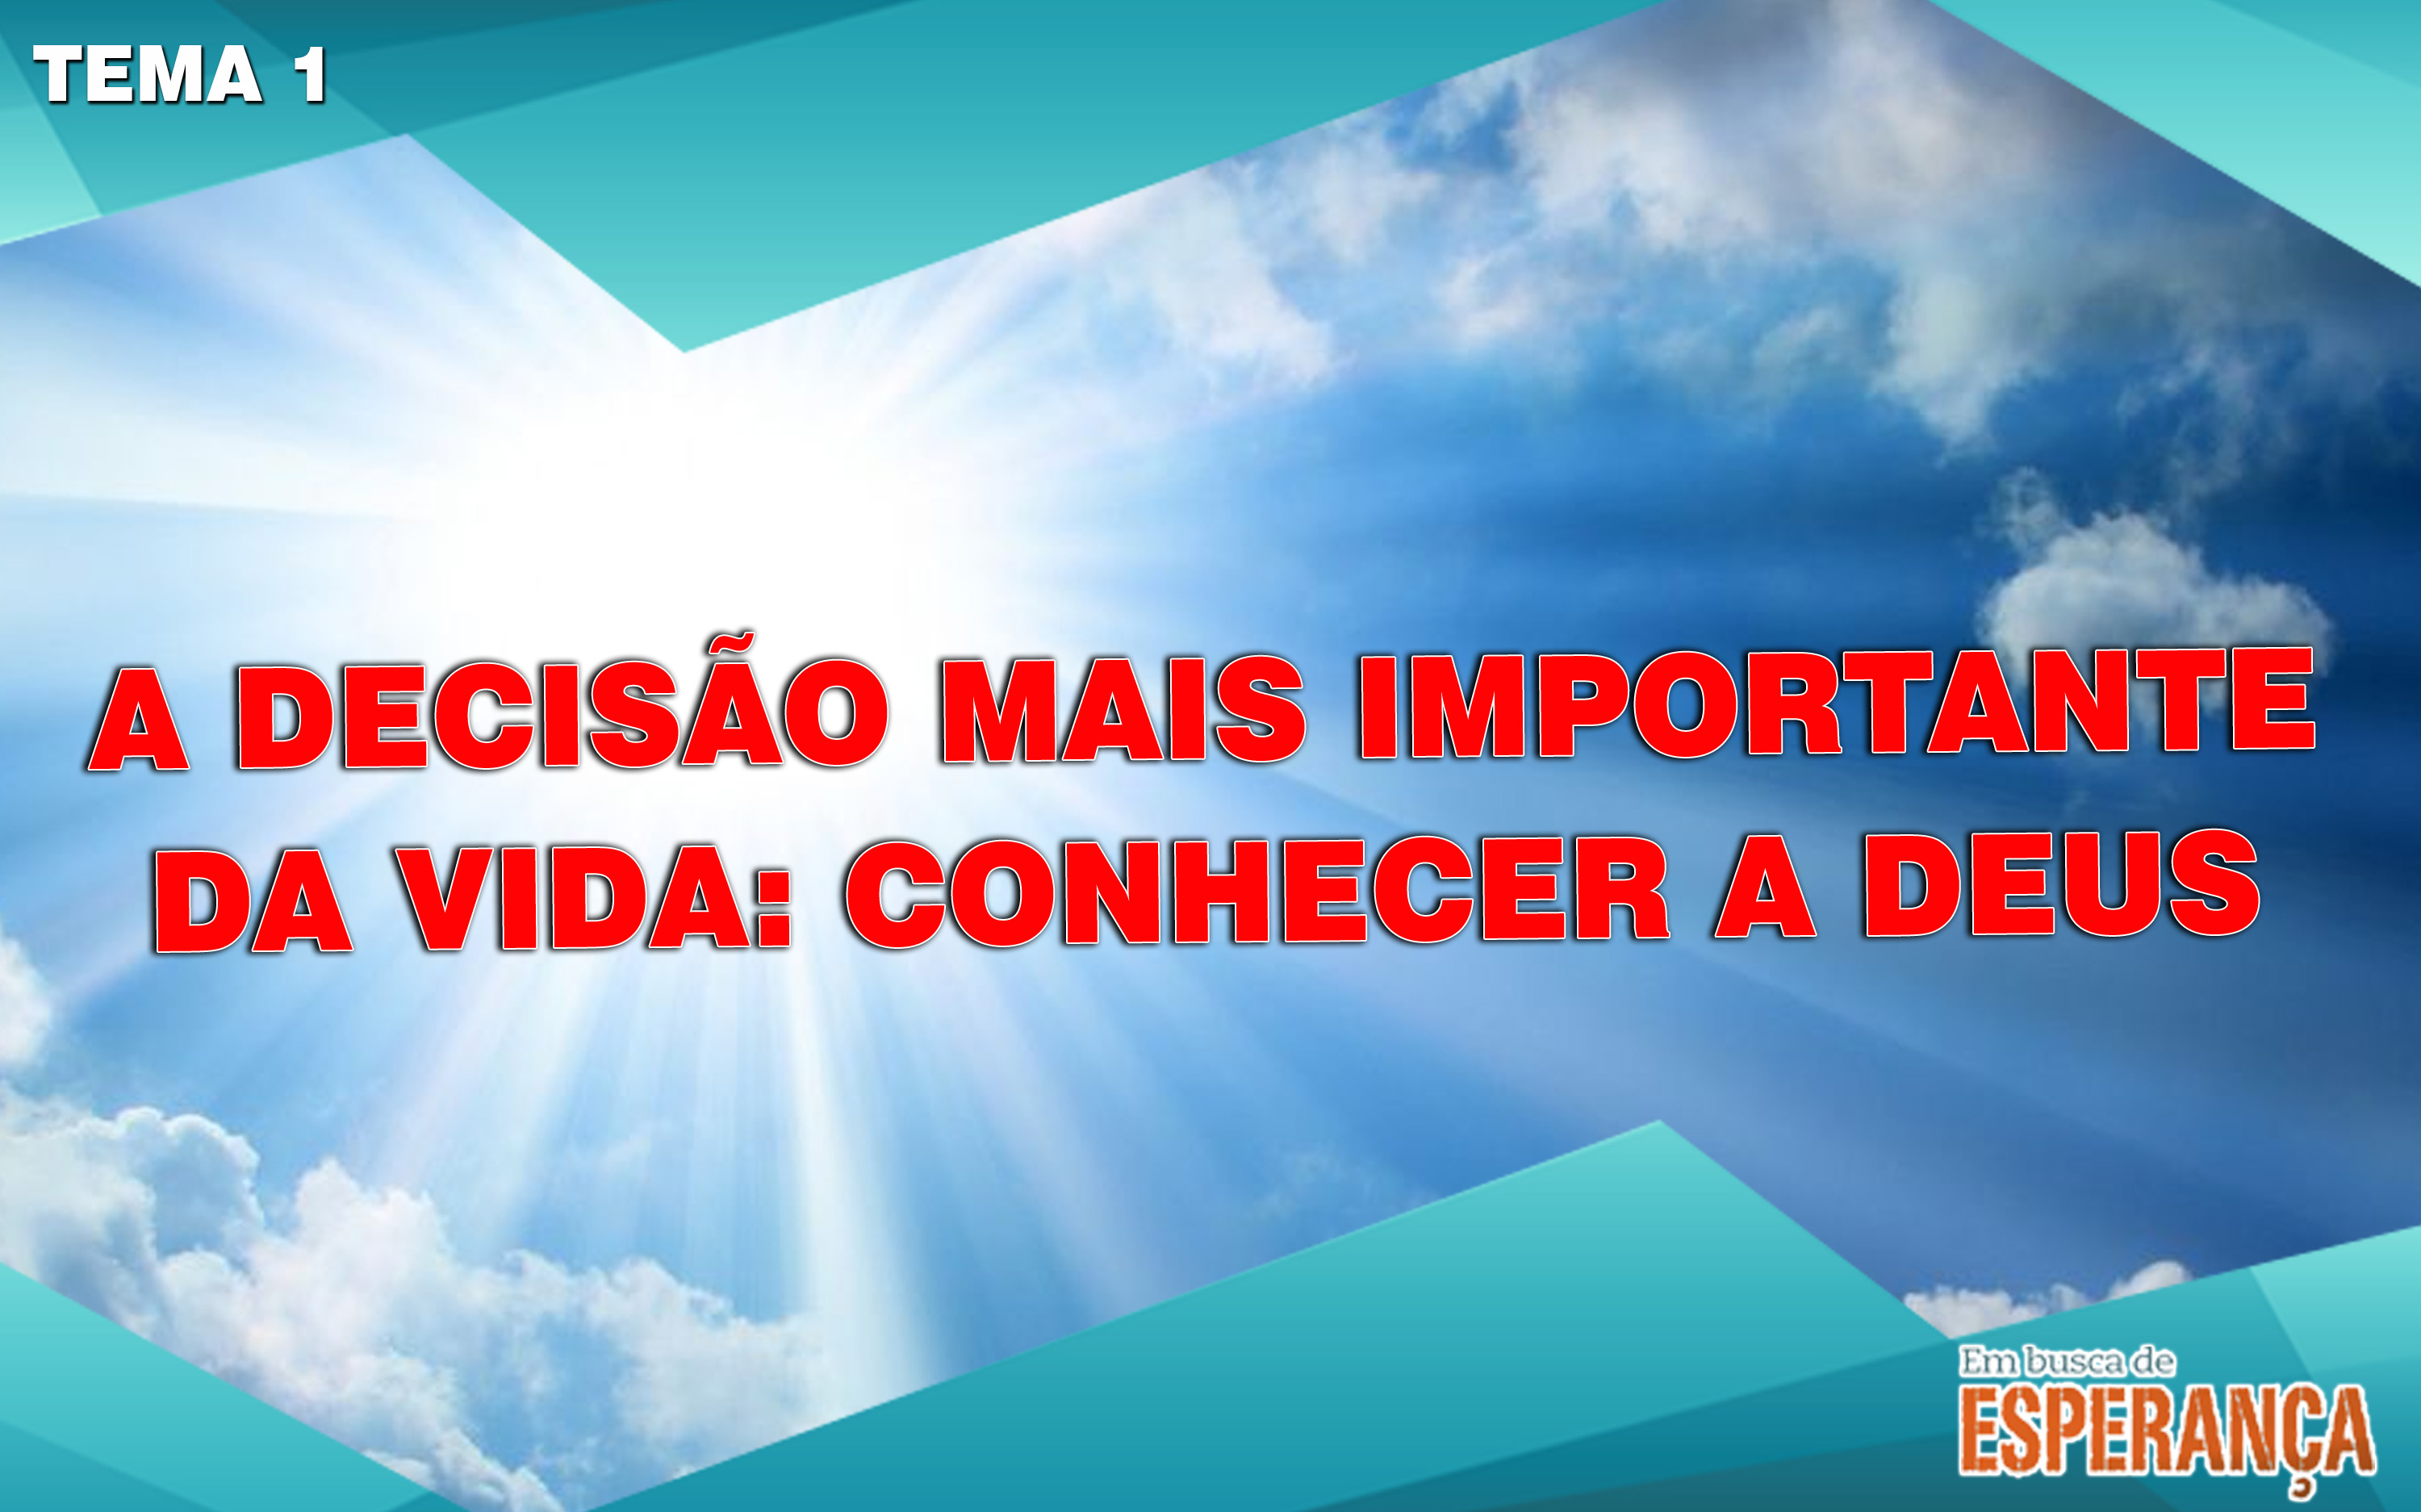 TEMA 1
A DECISÃO MAIS IMPORTANTE
DA VIDA: CONHECER A DEUS
Em busca de
ESPERANÇA